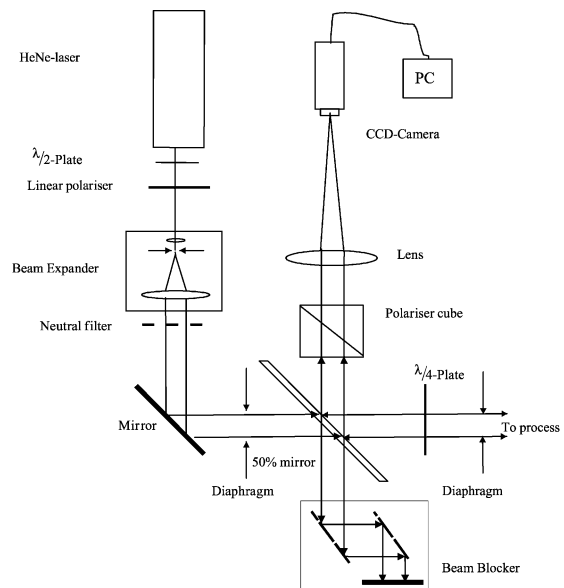 HeNe-laser
PC
CCD-Camera
λ/2-Plate
Linear polariser
Beam Expander
Lens
Neutral filter
Polariser cube
λ/4-Plate
Mirror
To process
50% mirror
Diaphragm
Diaphragm
Beam Blocker